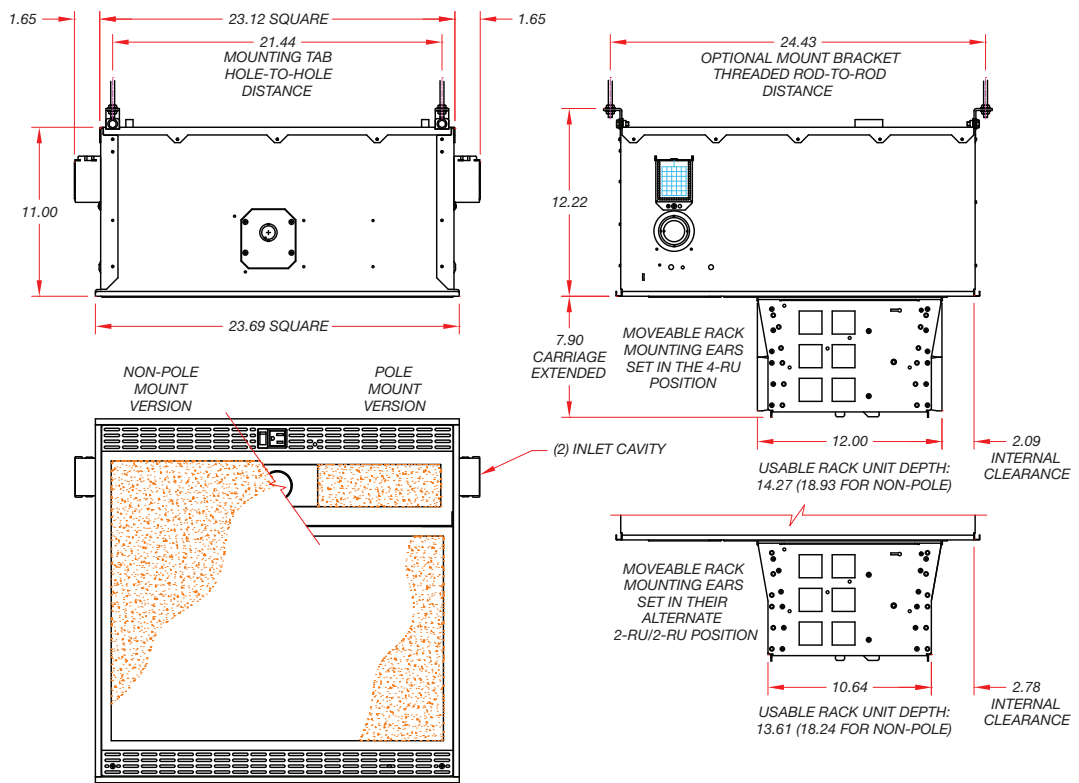 1.65
23.12 SQUARE
1.65
21.44
MOUNTING TAB
HOLE-TO-HOLE
DISTANCE
11.00
23.69 SQUARE
24.43
OPTIONAL MOUNT BRACKET
THREADED ROD-TO-ROD
DISTANCE
12.22
7.90
CARRIAGE
EXTENDED
MOVEABLE RACK
MOUNTING EARS
SET IN THE 4-RU
POSITION
12.00
2.09
INTERNAL
CLEARANCE
USABLE RACK UNIT DEPTH:
14.27 (18.93 FOR NON-POLE)
NON-POLE
MOUNT
VERSION
POLE
MOUNT
VERSION
(2) INLET CAVITY
MOVEABLE RACK
MOUNTING EARS
SET IN THEIR
ALTERNATE
2-RU/2-RU POSITION
10.64
2.78
INTERNAL
CLEARANCE
USABLE RACK UNIT DEPTH:
13.61 (18.24 FOR NON-POLE)